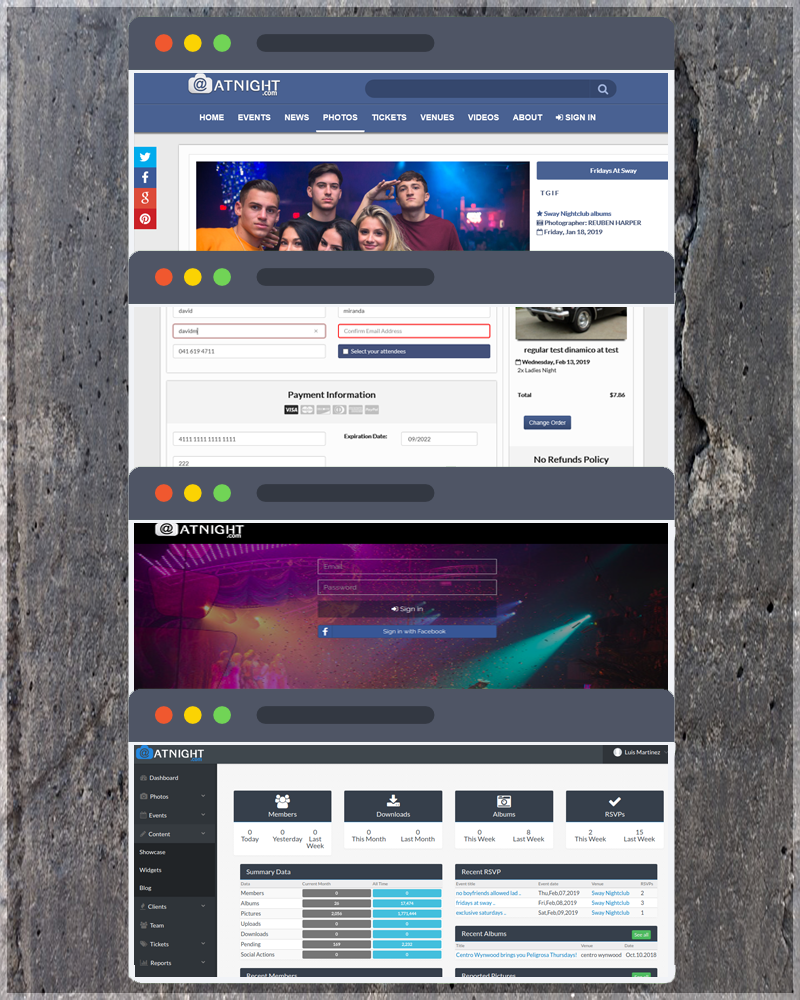 @ATNIGHT
.com
HOME EVENTS NEWS PHOTOS TICKETS VENUES VIDEOS ABOUT SIGN IN
Fridays At Sway
T G I F
Sway Nightclub albums
Photographer: REUBEN HARPER
Friday, Jan 18, 2019
david miranda
davidm Confirm Email Address
041 619 4711 Select your attendees
regular test dinamico at test
Wednesday, Feb 13, 2019
2x Ladies Night
Total $7.86
Change Order
No Refunds Policy
Payment Information
VISA
4111 1111 1111 1111 Expiration Date: 09/2022
222
@ATNIGHT
.com
Email
Password
Sign in
Sign in with Facebook
@ATNIGHT
Luis Martinez
Dashboard
Photos
Events
Content
Showcase
Widgets
Blog
Clients
Team
Tickets
Reports
Members Downloads Albums RSVPs
0 0 0 0 0 0 8 2 15
Today Yesterday Last Week This Month Last Month This Week Last Week This Week Last Week
Summary Data
Data Current Month All Time
Members 0 0
Albums 26 17,474
Pictures 2,056 1,771,444
Uploads 0 0
Downloads 0 0
Pending 169 2,232
Social Actions 0 0
Recent Members
Recent RSVP
Event title Event date Venue RSVPs
no boyfriends allowed lad .. Thu,Feb,07,2019 Sway Nightclub 2
fridays at sway .. Fri,Feb,08,2019 Sway Nightclub 3
exclusive saturdays .. Sat,Feb,09,2019 Sway Nightclub 1
Recent Albums See all
Title Venue Date
Centro Wynwood brings you Peligrosa Thursdays! centro wynwood Oct.10,2018
Reported Pictures See all